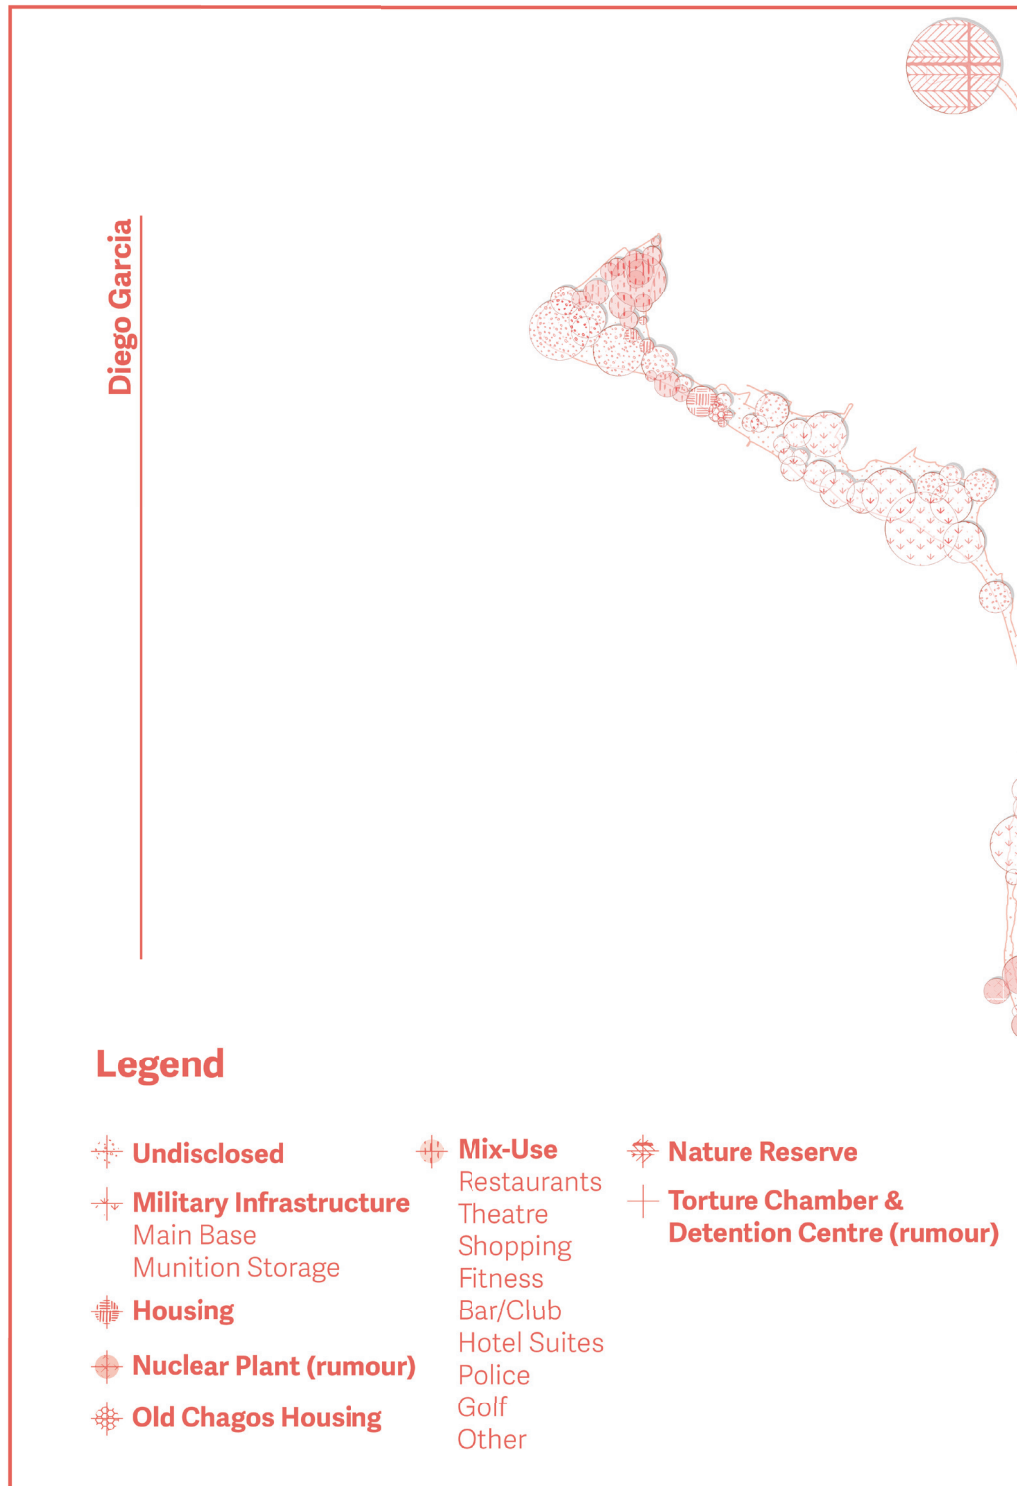 Diego Garcia
Legend
Undisclosed
Military Infrastructure
Main Base
Munition Storage
Housing
Nuclear Plant (rumour)
Old Chagos Housing
Mix-Use
Restaurants
Theatre
Shopping
Fitness
Bar/Club
Hotel Suites
Police
Golf
Other
Nature Reserve
Torture Chamber &
Detention Centre (rumour)